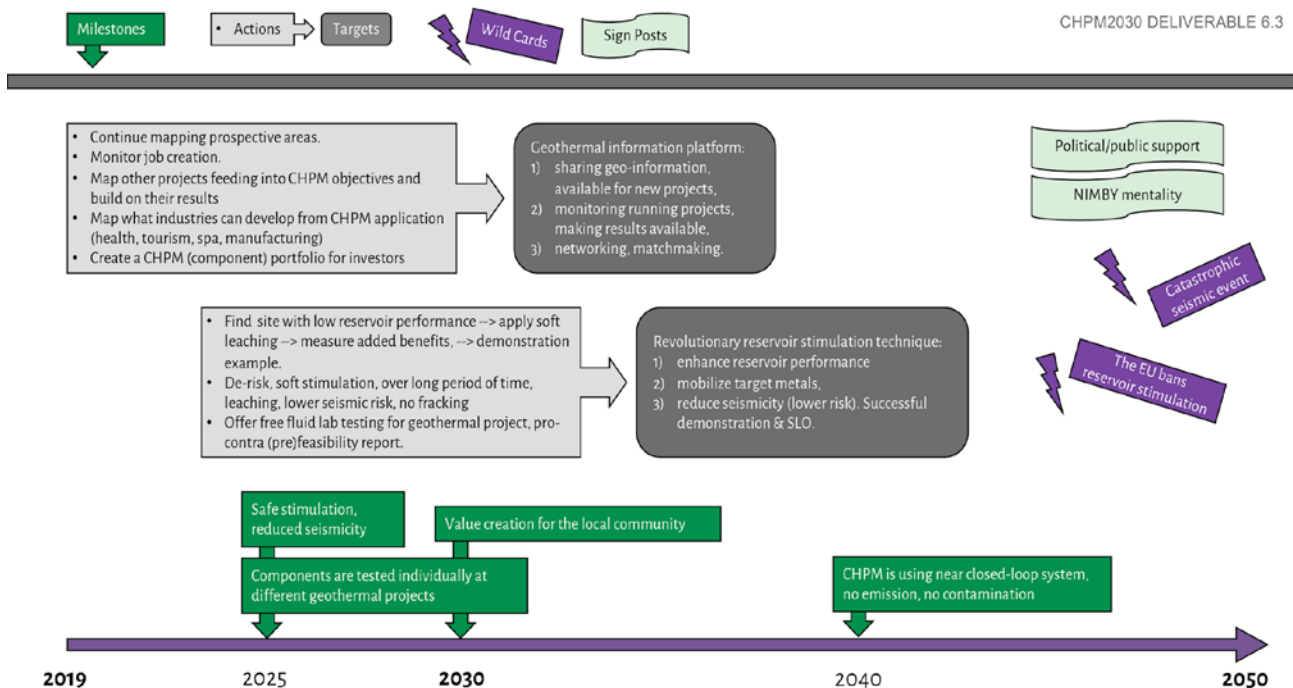 CHPM2030 DELIVERABLE 6.3
Milestones
• Actions
Targets
Wild Cards
Sign Posts
• Continue mapping prospective areas.
• Monitor job creation.
• Map other projects feeding into CHPM objectives and
build on their results
• Map what industries can develop from CHPM application
(health, tourism, spa, manufacturing)
• Create a CHPM (component) portfolio for investors
Geothermal information platform:
1) sharing geo-information,
available for new projects,
2) monitoring running projects,
making results available,
3) networking, matchmaking.
Political/public support
NIMBY mentality
Catastrophic
seismic event
• Find site with low reservoir performance --> apply soft
leaching --> measure added benefits, --> demonstration
example.
• De-risk, soft stimulation, over long period of time,
leaching, lower seismic risk, no fracking
• Offer free fluid lab testing for geothermal project, pro-
contra (pre)feasibility report.
Revolutionary reservoir stimulation technique:
1) enhance reservoir performance
2) mobilize target metals,
3) reduce seismicity (lower risk). Successful
demonstration & SLO.
The EU bans
reservoir stimulation
Safe stimulation,
reduced seismicity
Value creation for the local community
Components are tested individually at
different geothermal projects
CHPM is using near closed-loop system,
no emission, no contamination
2019
2025
2030
2040
2050